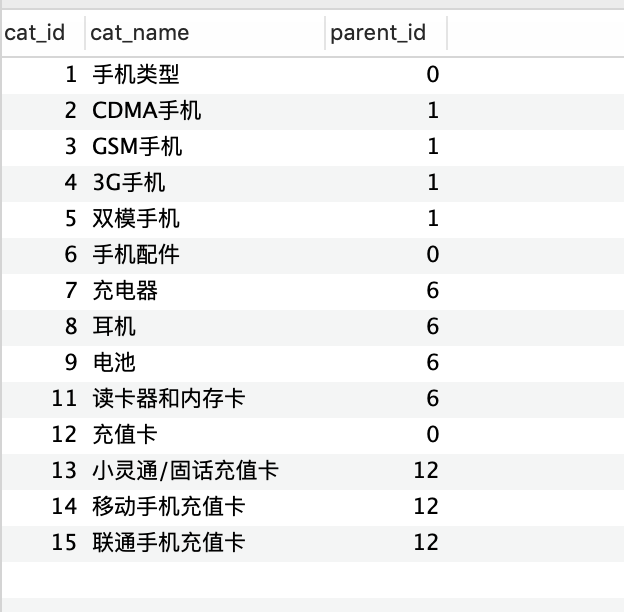 cat_id cat_name parent_id
1 手机类型 0
2 CDMA手机 1
3 GSM手机 1
4 3G手机 1
5 双模手机 1
6 手机配件 0
7 充电器 6
8 耳机 6
9 电池 6
11 读卡器和内存卡 6
12 充值卡 0
13 小灵通/固话充值卡 12
14 移动手机充值卡 12
15 联通手机充值卡 12